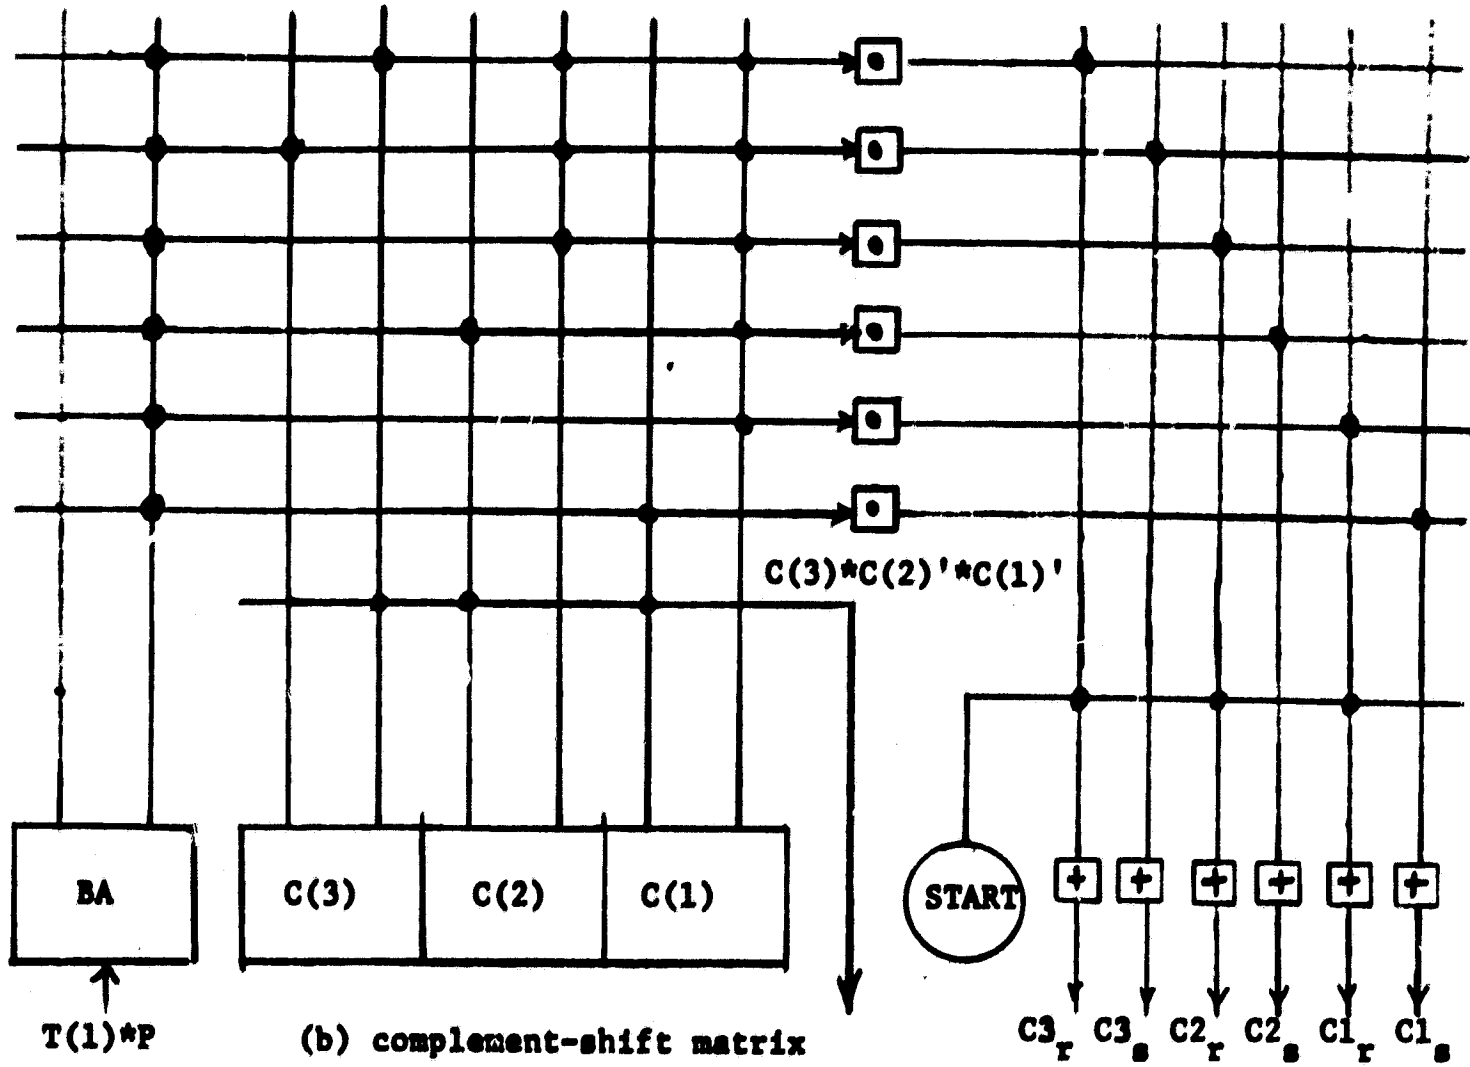 C(3)*C(2)'*C(1)'
BA
C(3)
C(2)
C(1)
START
+ + + + + +
T(1)*P
(b) complement-shift matrix
C3r C3s C2r C2s C1r C1s